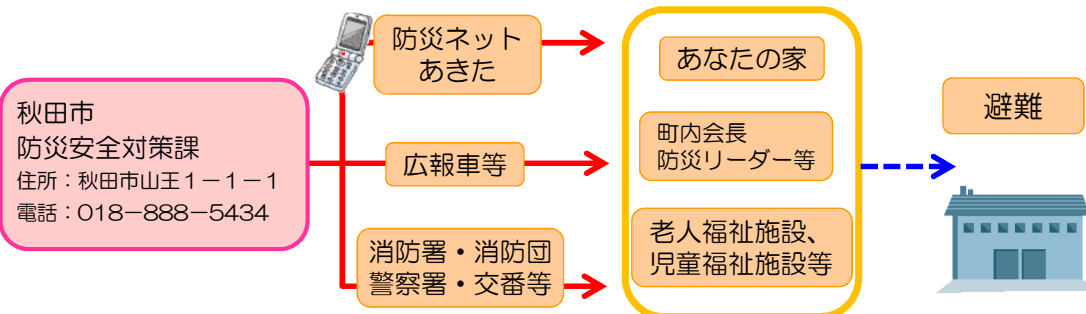 秋田市
防災安全対策課
住所：秋田市山王１－１－１
電話：018－888－5434
防災ネット
あきた
広報車等
消防署・消防団
警察署・交番等
あなたの家
町内会長
防災リーダー等
老人福祉施設、
児童福祉施設等
避難